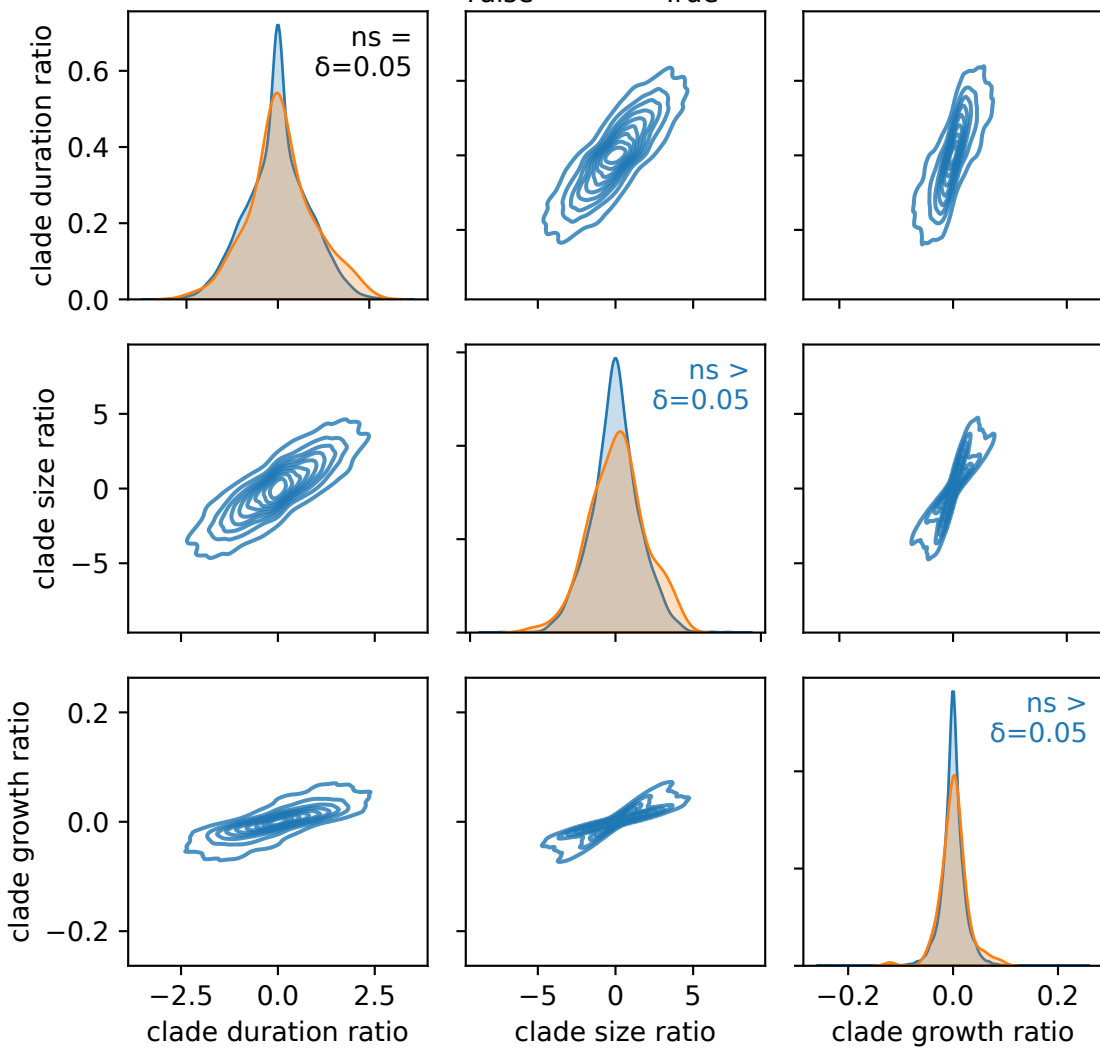 clade duration ratio
0.6
0.4
0.2
0.0
ns =
δ=0.05
clade size ratio
5
0
−5
ns >
δ=0.05
clade growth ratio
0.2
0.0
−0.2
ns >
δ=0.05
−2.5 0.0 2.5
−5 0 5
−0.2 0.0 0.2
clade duration ratio
clade size ratio
clade growth ratio